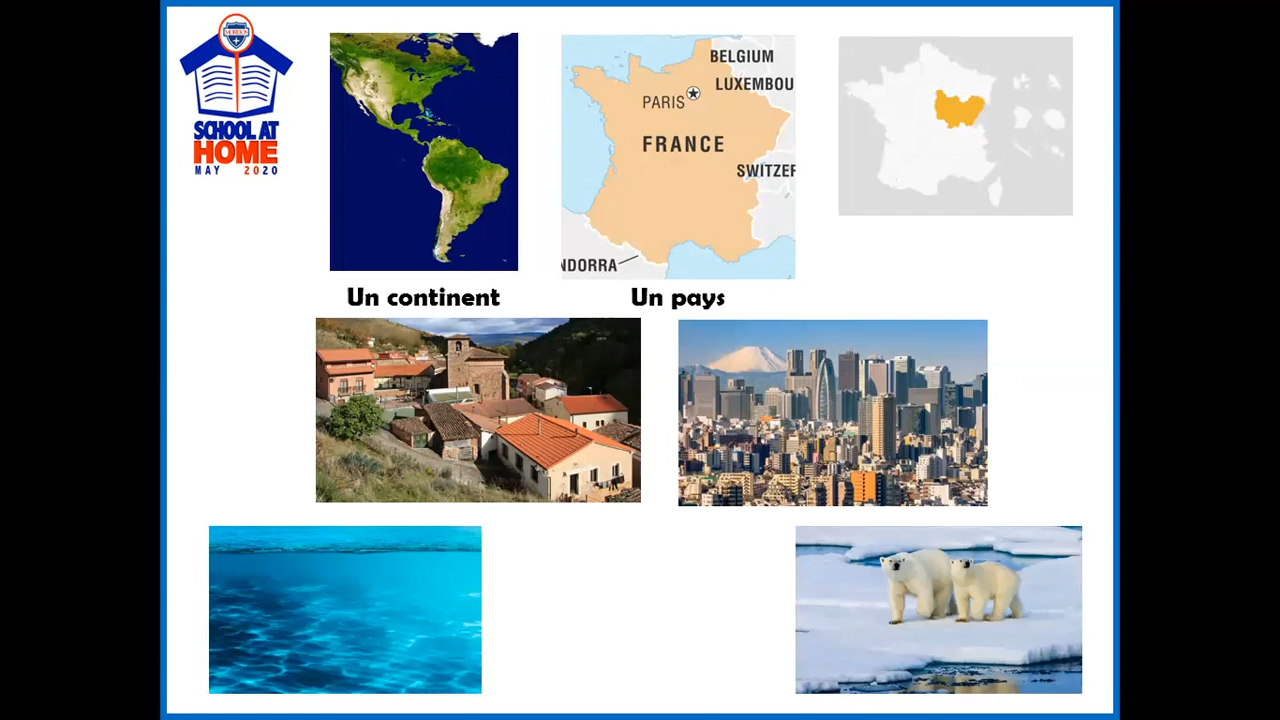 SCHOOL AT
HOME
MAY 2020
BELGIUM
LUXEMBOU
PARIS
FRANCE
SWITZEF
NDORRA
Un continent
Un pays